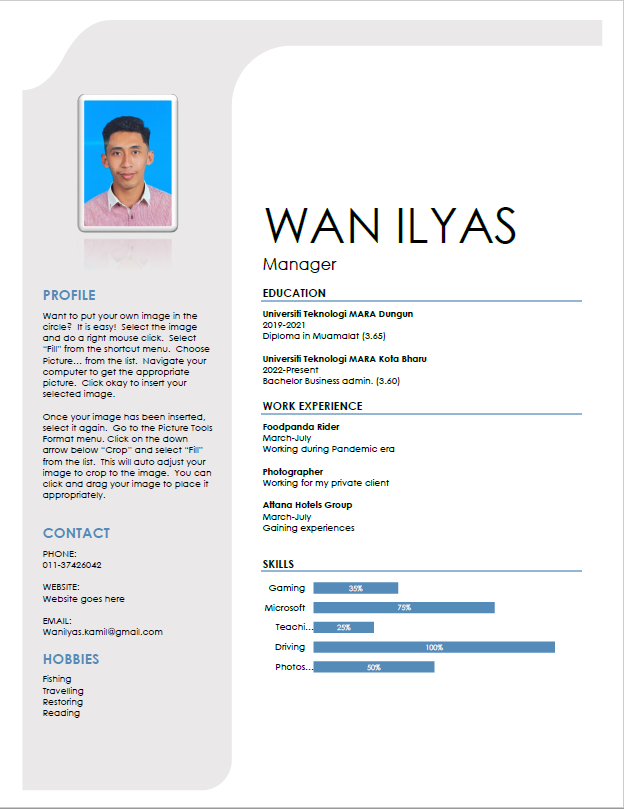 WAN ILYAS
Manager
PROFILE
Want to put your own image in the
circle? It is easy! Select the image
and do a right mouse click. Select
“Fill” from the shortcut menu. Choose
Picture… from the list. Navigate your
computer to get the appropriate
picture. Click okay to insert your
selected image.
Once your image has been inserted,
select it again. Go to the Picture Tools
Format menu. Click on the down
arrow below “Crop” and select “Fill”
from the list. This will auto adjust your
image to crop to the image. You can
click and drag your image to place it
appropriately.
CONTACT
PHONE:
011-37426042
WEBSITE:
Website goes here
EMAIL:
Wanilyas.kamil@gmail.com
HOBBIES
Fishing
Travelling
Restoring
Reading
EDUCATION
Universiti Teknologi MARA Dungun
2019-2021
Diploma in Muamalat (3.65)
Universiti Teknologi MARA Kota Bharu
2022-Present
Bachelor Business admin. (3.60)
WORK EXPERIENCE
Foodpanda Rider
March-July
Working during Pandemic era
Photographer
Working for my private client
Attana Hotels Group
March-July
Gaining experiences
SKILLS
Gaming 35%
Microsoft 75%
Teachi... 25%
Driving 100%
Photos... 50%